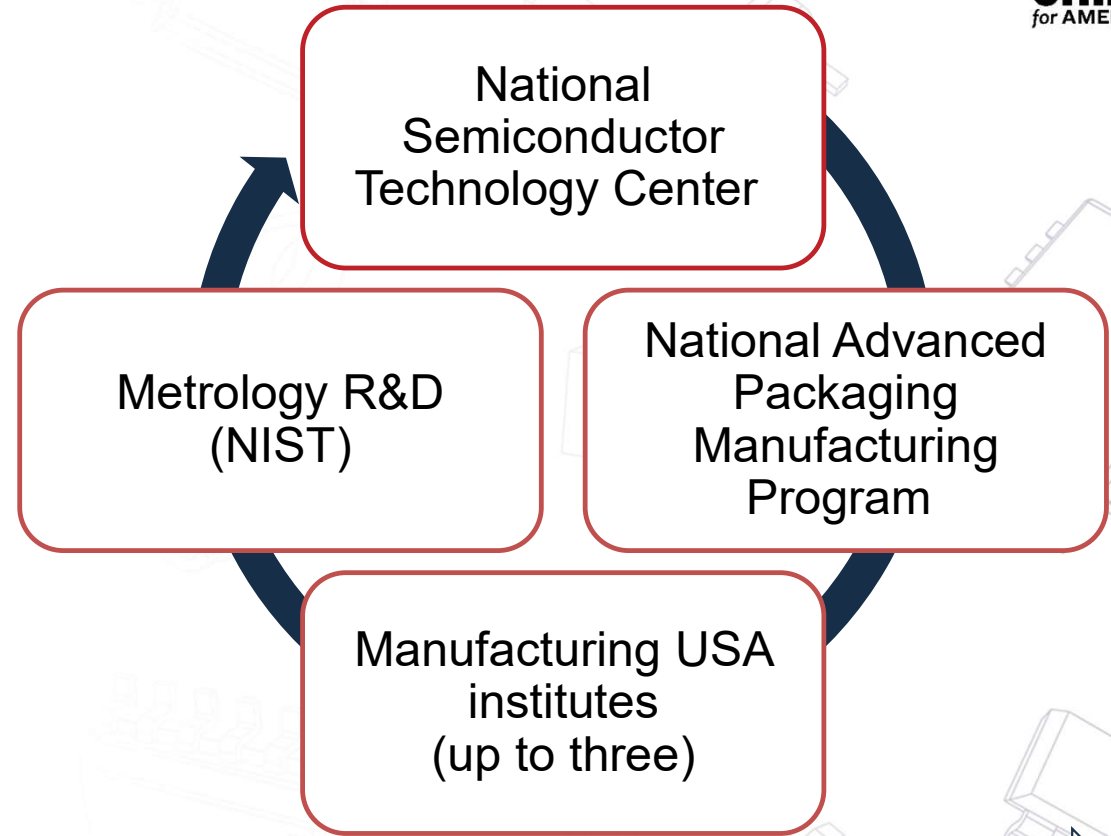 for AME
National
Semiconductor
Technology Center
National Advanced
Packaging
Manufacturing
Program
Metrology R&D
(NIST)
Manufacturing USA
institutes
(up to three)